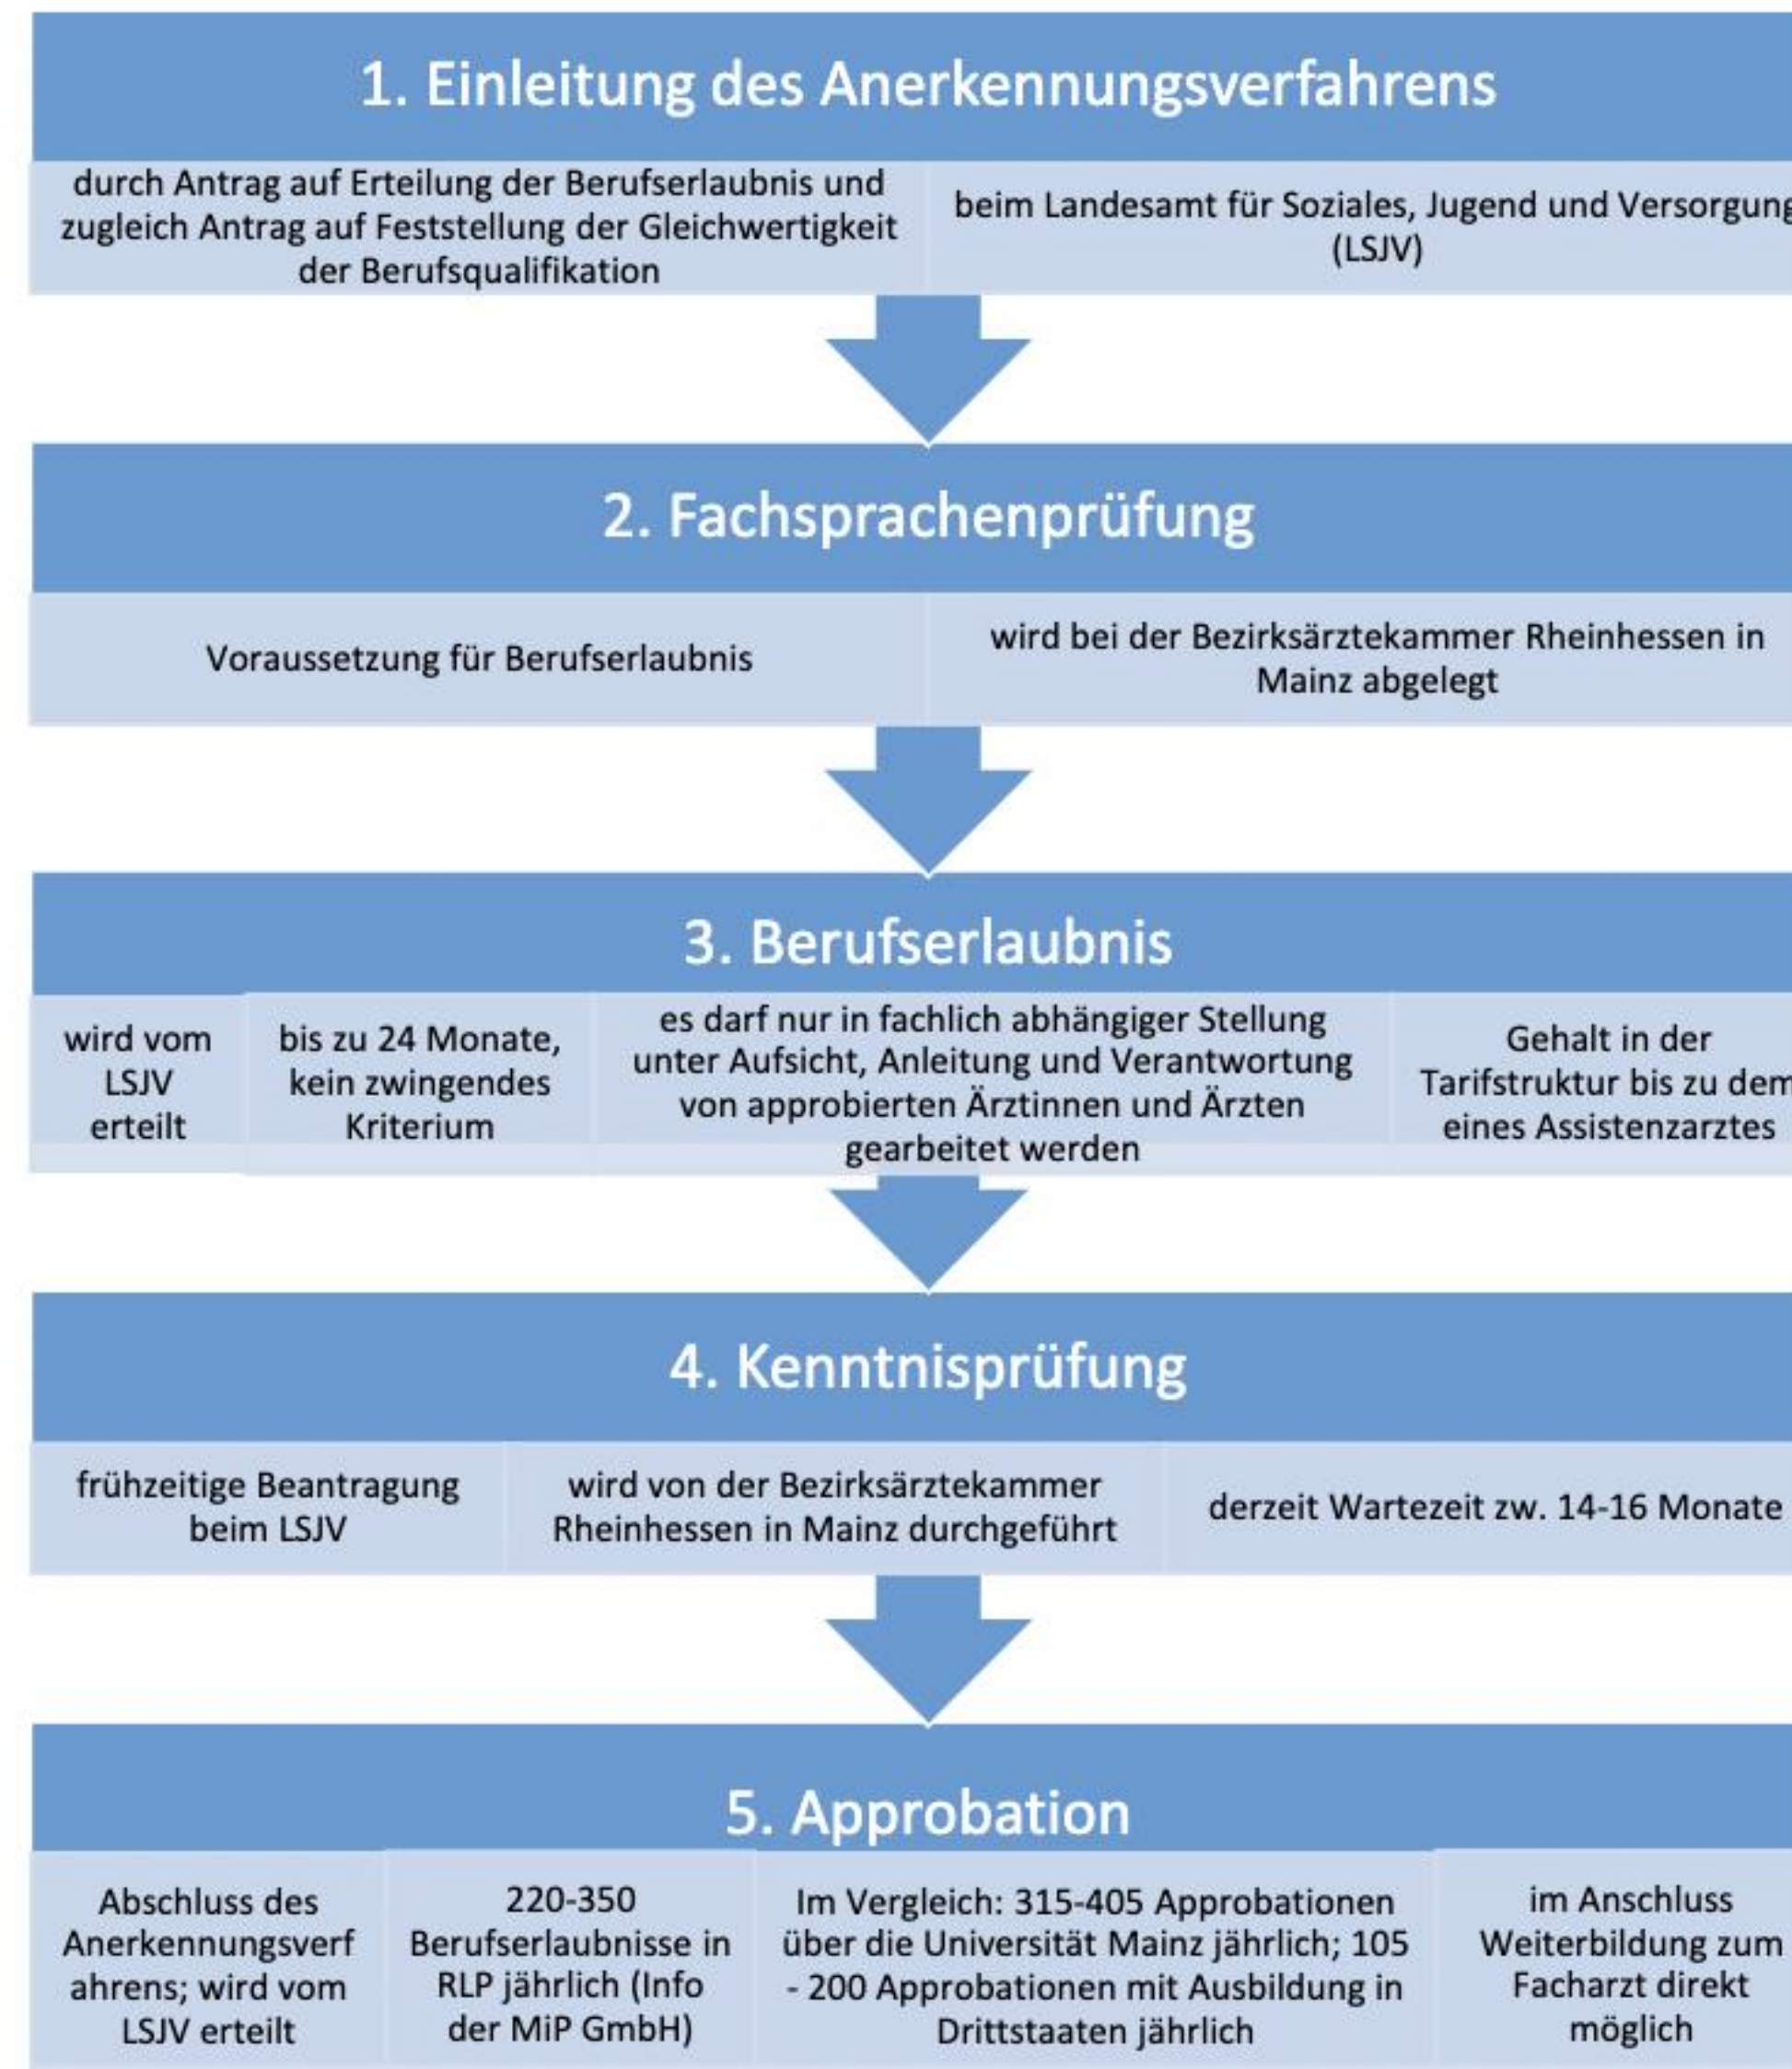 1. Einleitung des Anerkennungsverfahrens
durch Antrag auf Erteilung der Berufserlaubnis und
zugleich Antrag auf Feststellung der Gleichwertigkeit
der Berufsqualifikation
beim Landesamt für Soziales, Jugend und Versorgung
(LSJV)
2. Fachsprachenprüfung
Voraussetzung für Berufserlaubnis
wird bei der Bezirksärztekammer Rheinhessen in
Mainz abgelegt
3. Berufserlaubnis
wird vom
LSJV
erteilt
bis zu 24 Monate,
kein zwingendes
Kriterium
es darf nur in fachlich abhängiger Stellung
unter Aufsicht, Anleitung und Verantwortung
von approbierten Ärztinnen und Ärzten
gearbeitet werden
Gehalt in der
Tarifstruktur bis zu dem
eines Assistenzarztes
4. Kenntnisprüfung
frühzeitige Beantragung
beim LSJV
wird von der Bezirksärztekammer
Rheinhessen in Mainz durchgeführt
derzeit Wartezeit zw. 14-16 Monate
5. Approbation
Abschluss des
Anerkennungsverf
ahrens; wird vom
LSJV erteilt
220-350
Berufserlaubnisse in
RLP jährlich (Info
der MiP GmbH)
Im Vergleich: 315-405 Approbationen
über die Universität Mainz jährlich; 105
- 200 Approbationen mit Ausbildung in
Drittstaaten jährlich
im Anschluss
Weiterbildung zum
Facharzt direkt
möglich